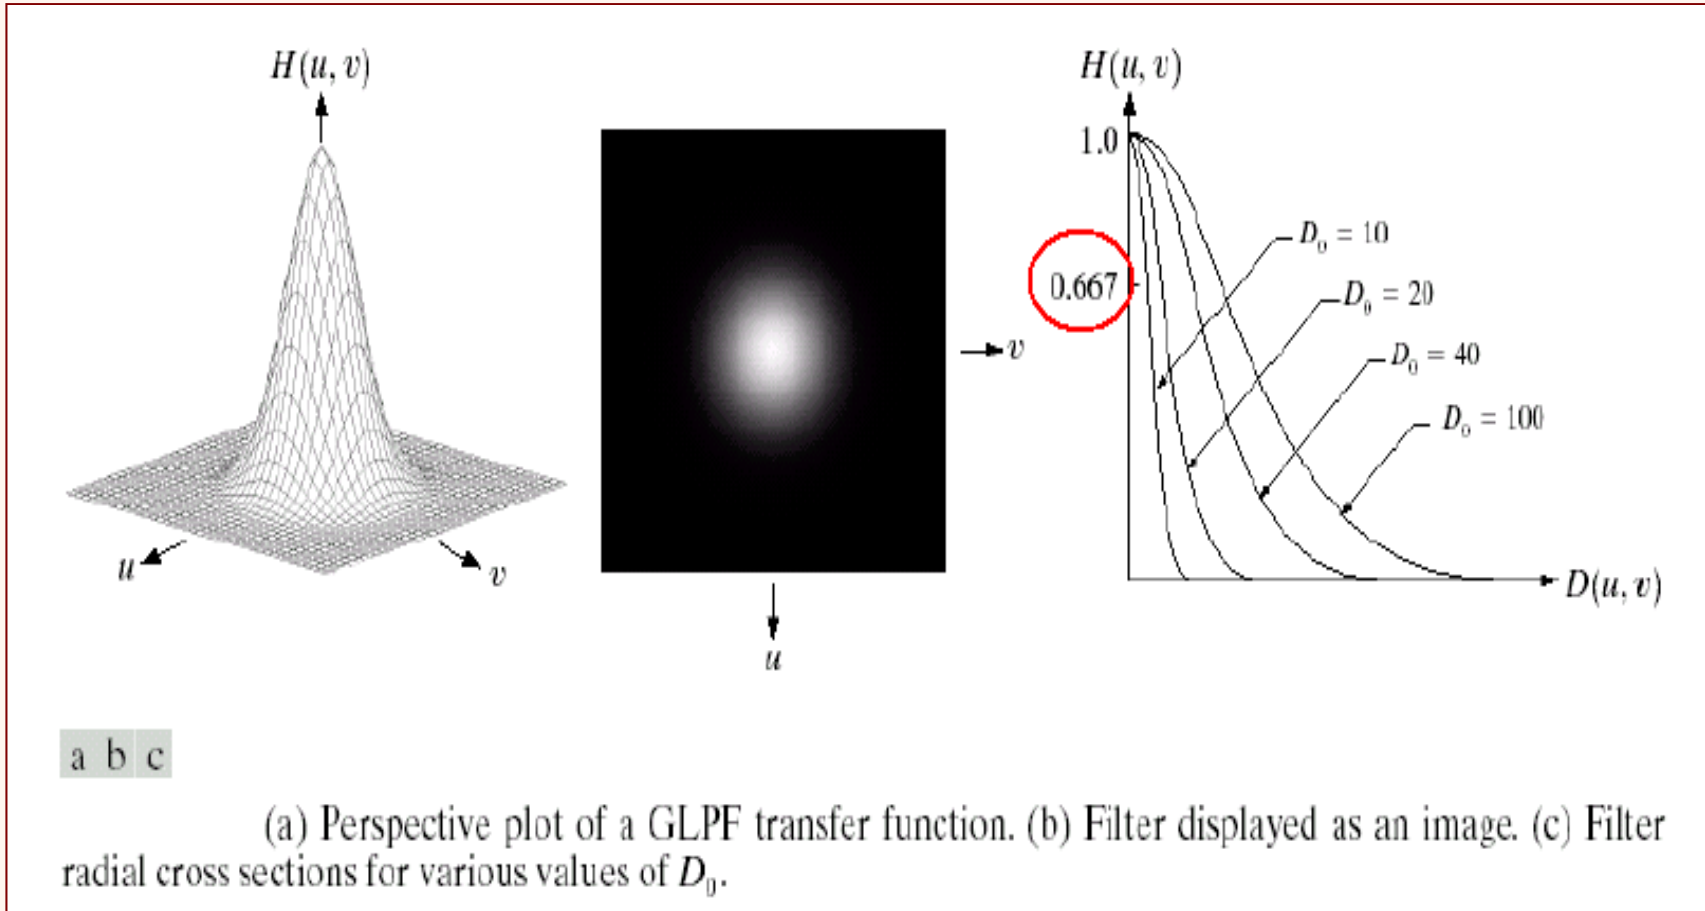 H(u, v)
u
v
v
u
H(u, v)
1.0
0.667
D₀ = 10
D₀ = 20
D₀ = 40
D₀ = 100
D(u, v)
a b c
(a) Perspective plot of a GLPF transfer function. (b) Filter displayed as an image. (c) Filter
radial cross sections for various values of D₀.